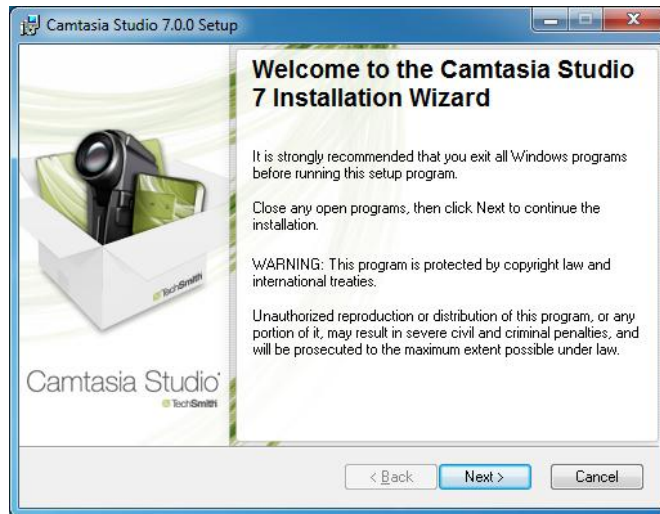 Camtasia Studio 7.0.0 Setup
Welcome to the Camtasia Studio
7 Installation Wizard
It is strongly recommended that you exit all Windows programs
before running this setup program.
Close any open programs, then click Next to continue the
installation.
WARNING: This program is protected by copyright law and
international treaties.
Unauthorized reproduction or distribution of this program, or any
portion of it, may result in severe civil and criminal penalties, and
will be prosecuted to the maximum extent possible under law.
TechSmith
Camtasia Studio
TechSmith
< Back
Next >
Cancel